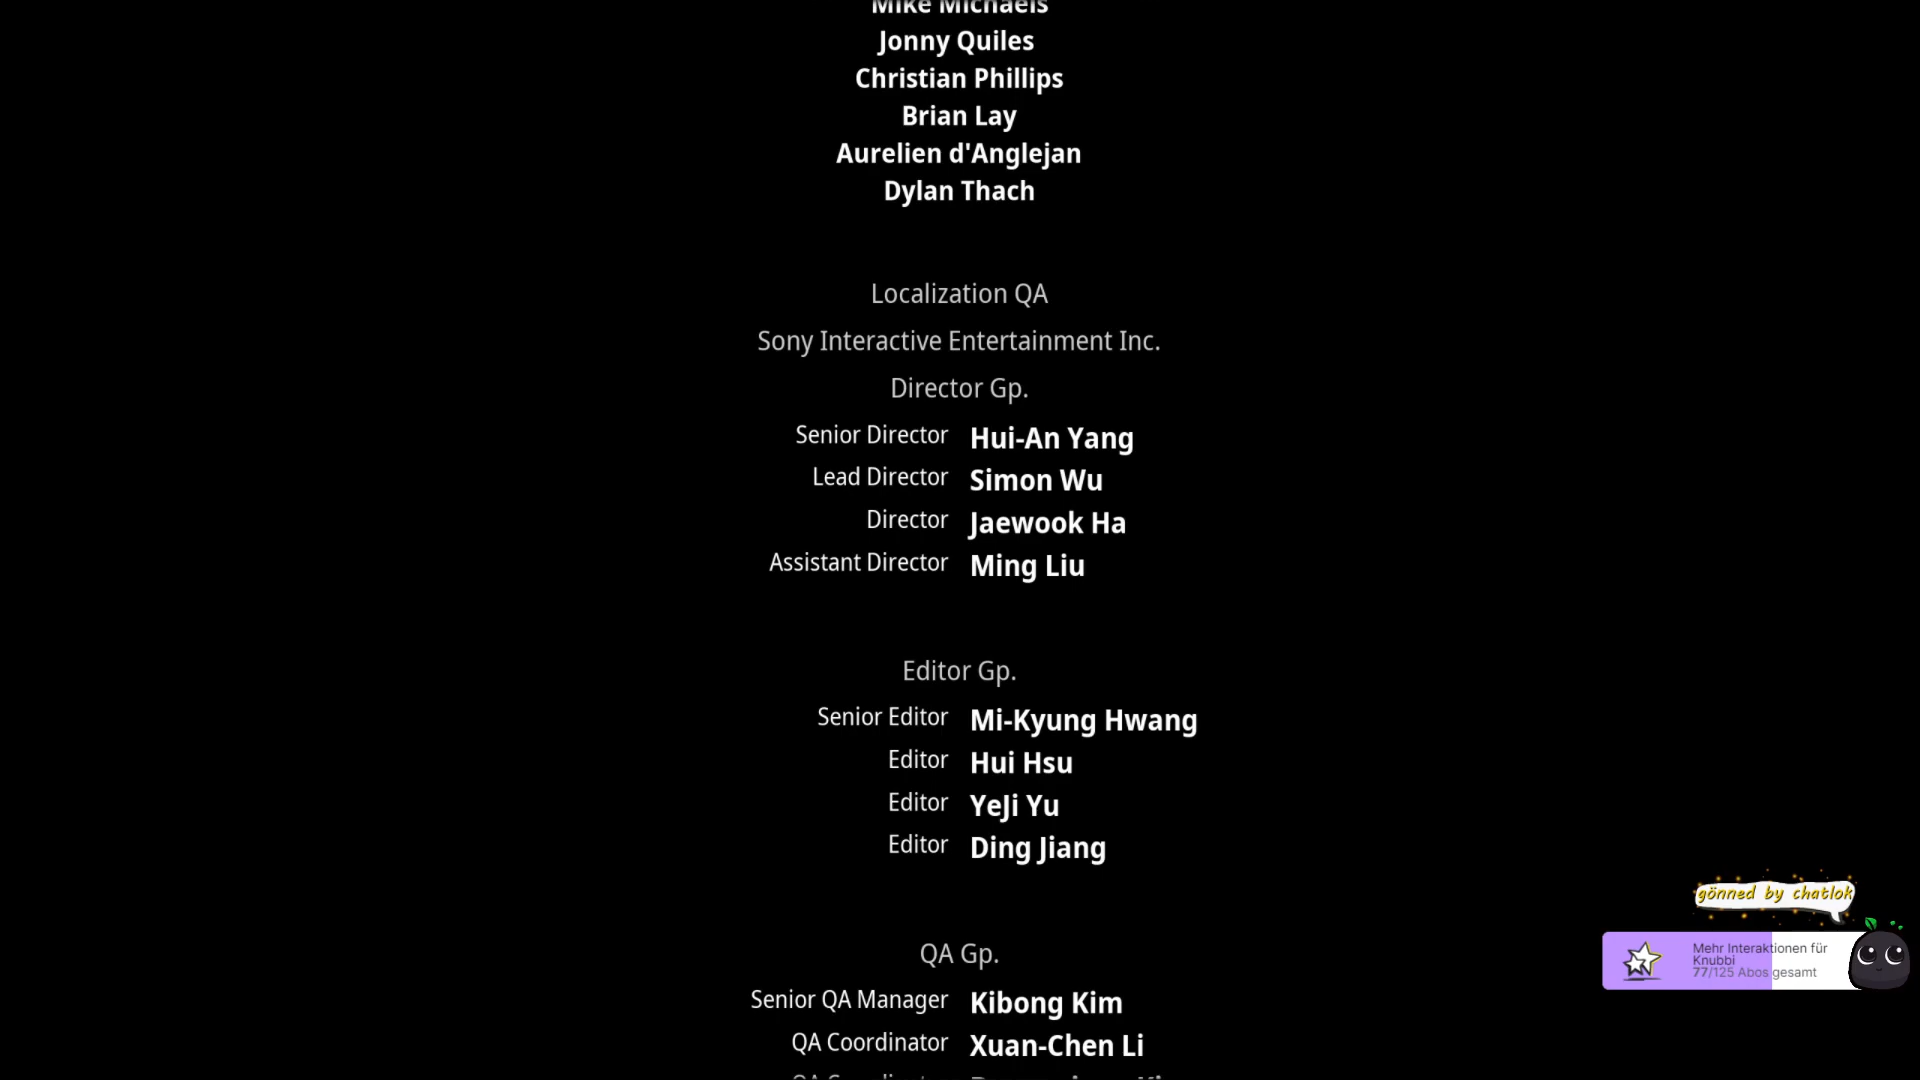 Mike Michaels
Jonny Quiles
Christian Phillips
Brian Lay
Aurelien d'Anglejan
Dylan Thach
Localization QA
Sony Interactive Entertainment Inc.
Director Gp.
Senior Director Hui-An Yang
Lead Director Simon Wu
Director Jaewook Ha
Assistant Director Ming Liu
Editor Gp.
Senior Editor Mi-Kyung Hwang
Editor Hui Hsu
Editor YeJi Yu
Editor Ding Jiang
gönned by chatlok
Mehr Interaktionen für
Knubbi
77/125 Abos gesamt
QA Gp.
Senior QA Manager Kibong Kim
QA Coordinator Xuan-Chen Li